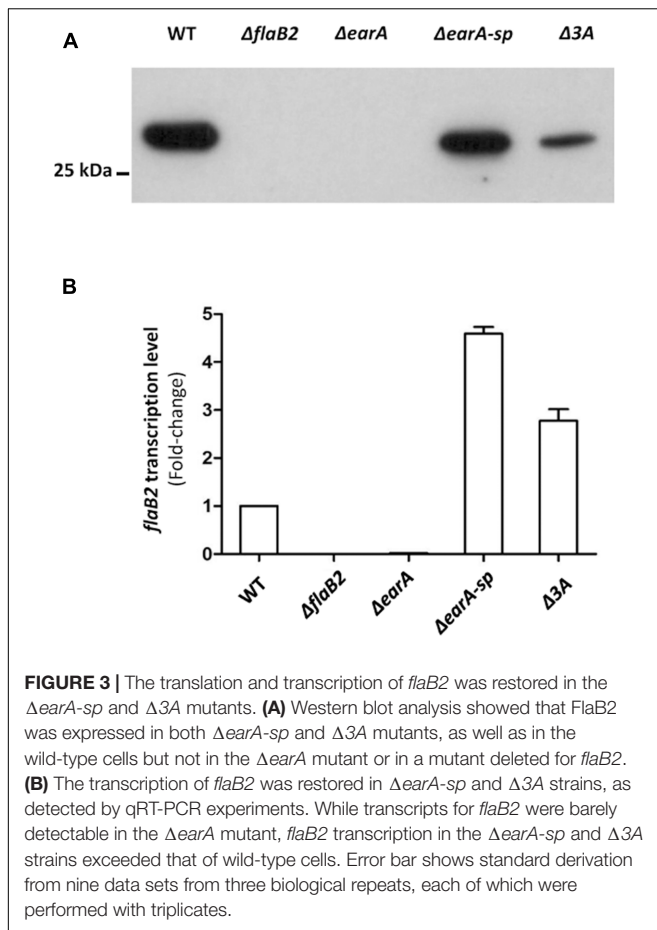 A
WT ΔflaB2 ΔearA ΔearA-sp Δ3A
25 kDa
B
flaB2 transcription level
(Fold-change)
5
4
3
2
1
0
WT ΔflaB2 ΔearA ΔearA-sp Δ3A
FIGURE 3 | The translation and transcription of flaB2 was restored in the
ΔearA-sp and Δ3A mutants. (A) Western blot analysis showed that FlaB2
was expressed in both ΔearA-sp and Δ3A mutants, as well as in the
wild-type cells but not in the ΔearA mutant or in a mutant deleted for flaB2.
(B) The transcription of flaB2 was restored in ΔearA-sp and Δ3A strains, as
detected by qRT-PCR experiments. While transcripts for flaB2 were barely
detectable in the ΔearA mutant, flaB2 transcription in the ΔearA-sp and Δ3A
strains exceeded that of wild-type cells. Error bar shows standard derivation
from nine data sets from three biological repeats, each of which were
performed with triplicates.